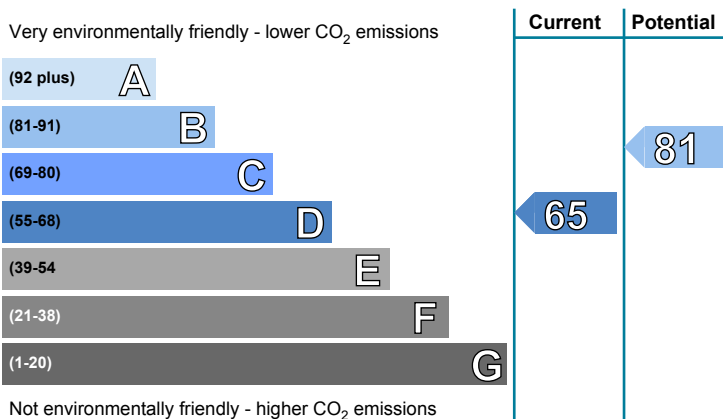 Current Potential
Very environmentally friendly - lower CO2 emissions
(92 plus) A
(81-91) B
81
(69-80) C
(55-68) D
65
(39-54 E
(21-38) F
(1-20) G
Not environmentally friendly - higher CO2 emissions